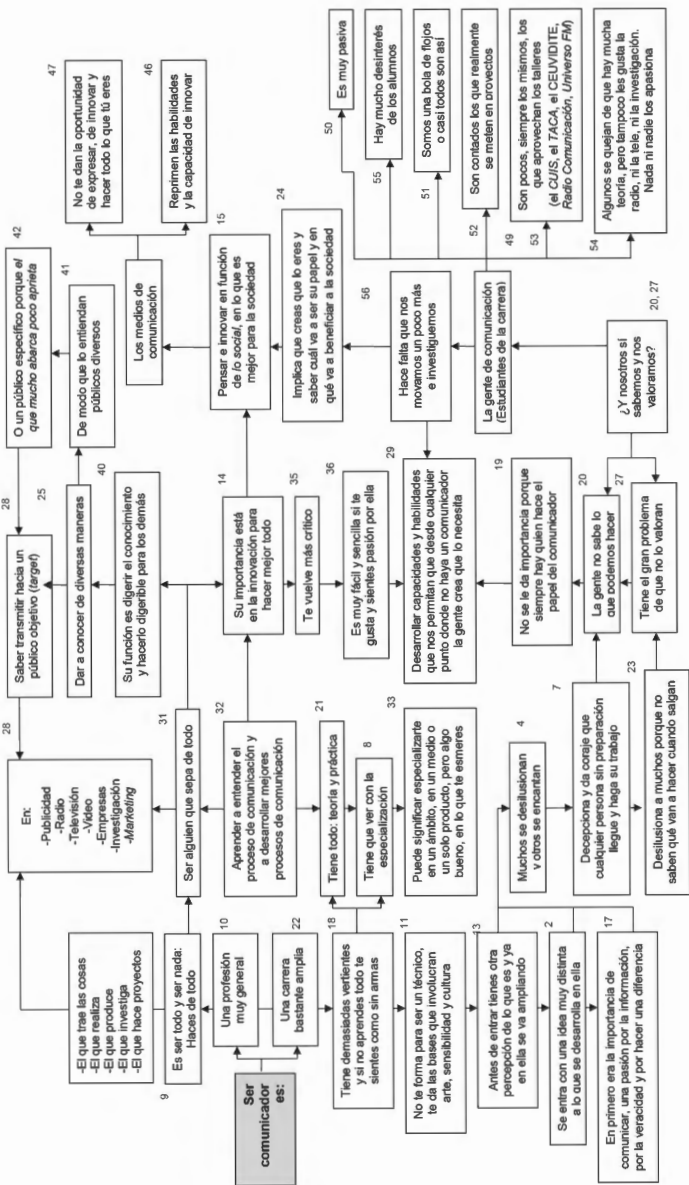 Ser
comunicador
es:
10
Una profesión
muy general
22
Una carrera
bastante amplia
9
Es ser todo y ser nada:
Haces de todo
-El que trae las cosas
-El que realiza
-El que produce
-El que investiga
-El que hace proyectos
18
Tiene demasiadas vertientes
y si no aprendes todo te
sientes como sin armas
11
No te forma para ser un técnico,
te da las bases que involucran
arte, sensibilidad y cultura
13
Antes de entrar tienes otra
percepción de lo que es y ya
en ella se va ampliando
2
Se entra con una idea muy distinta
a lo que se desarrolla en ella
17
En primero era la importancia de
comunicar, una pasión por la información,
por la veracidad y por hacer una diferencia
28
En:
-Publicidad
-Radio
-Televisión
-Video
-Empresas
-Investigación
-Marketing
31
Ser alguien que sepa de todo
32
Aprender a entender el
proceso de comunicación y
a desarrollar mejores
procesos de comunicación
21
Tiene todo: teoría y práctica
8
Tiene que ver con la
especialización
33
Puede significar especializarte
en un ámbito, en un medio o
un solo producto, pero algo
bueno, en lo que te esmeres
4
Muchos se desilusionan
y otros se encantan
7
Decepciona y da coraje que
cualquier persona sin preparación
llegue y haga su trabajo
23
Desilusiona a muchos porque no
saben qué van a hacer cuando salgan
28
25
Saber transmitir hacia un
público objetivo (target)
Dar a conocer de diversas maneras
40
Su función es digerir el conocimiento
y hacerlo digerible para los demás
14
Su importancia está
en la innovación para
hacer mejor todo
35
Te vuelve más crítico
36
Es muy fácil y sencilla si te
gusta y sientes pasión por ella
29
Desarrollar capacidades y habilidades
que nos permitan que desde cualquier
punto donde no haya un comunicador
la gente crea que lo necesita
19
No se le da importancia porque
siempre hay quien hace el
papel del comunicador
20
27
La gente no sabe lo
que podemos hacer
Tiene el gran problema
de que no lo valoran
42
O un público específico porque el
que mucho abarca poco aprieta
41
De modo que lo entiendan
públicos diversos
Los medios de
comunicación
15
Pensar e innovar en función
de lo social, en lo que es
mejor para la sociedad
24
Implica que creas que lo eres y
saber cuál va a ser su papel y en
qué va a beneficiar a la sociedad
56
Hace falta que nos
movamos un poco más
e investiguemos
La gente de comunicación
(Estudiantes de la carrera)
20, 27
¿Y nosotros sí
sabemos y nos
valoramos?
47
No te dan la oportunidad
de expresar, de innovar y
hacer todo lo que tú eres
46
Reprimen las habilidades
y la capacidad de innovar
50
Es muy pasiva
55
Hay mucho desinterés
de los alumnos
51
Somos una bola de flojos
o casi todos son así
52
Son contados los que realmente
se meten en proyectos
49
53
Son pocos, siempre los mismos, los
que aprovechan los talleres
(el CUIS, el TACA, el CEUVIDITE,
Radio Comunicación, Universo FM)
54
Algunos se quejan de que hay mucha
teoría, pero tampoco les gusta la
radio, ni la tele, ni la investigación.
Nada ni nadie los apasiona